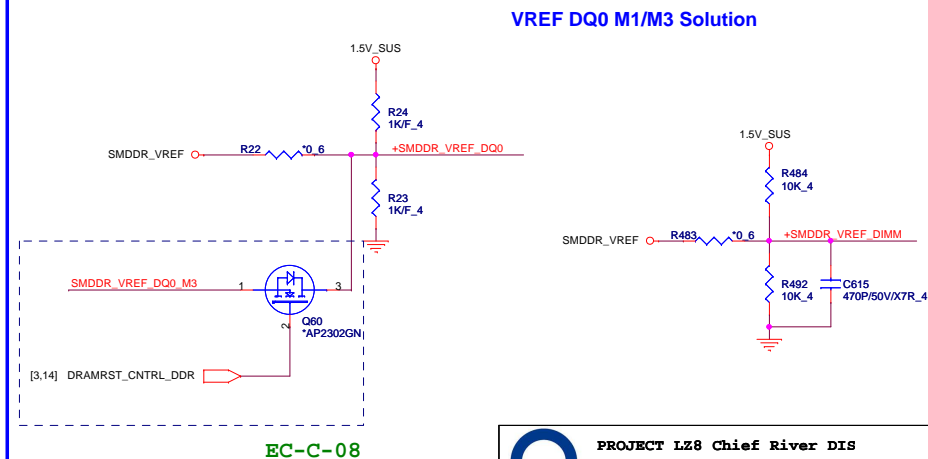 VREF DQ0 M1/M3 Solution
1.5V_SUS
R24
1K/F_4
SMDDR_VREF
R22
*0_6
+SMDDR_VREF_DQ0
R23
1K/F_4
SMDDR_VREF_DQ0_M3
1
3
2
Q60
*AP2302GN
[3,14] DRAMRST_CNTRL_DDR
EC-C-08
1.5V_SUS
R484
10K_4
SMDDR_VREF
R483
*0_6
+SMDDR_VREF_DIMM
R492
10K_4
C615
470P/50V/X7R_4
PROJECT LZ8 Chief River DIS